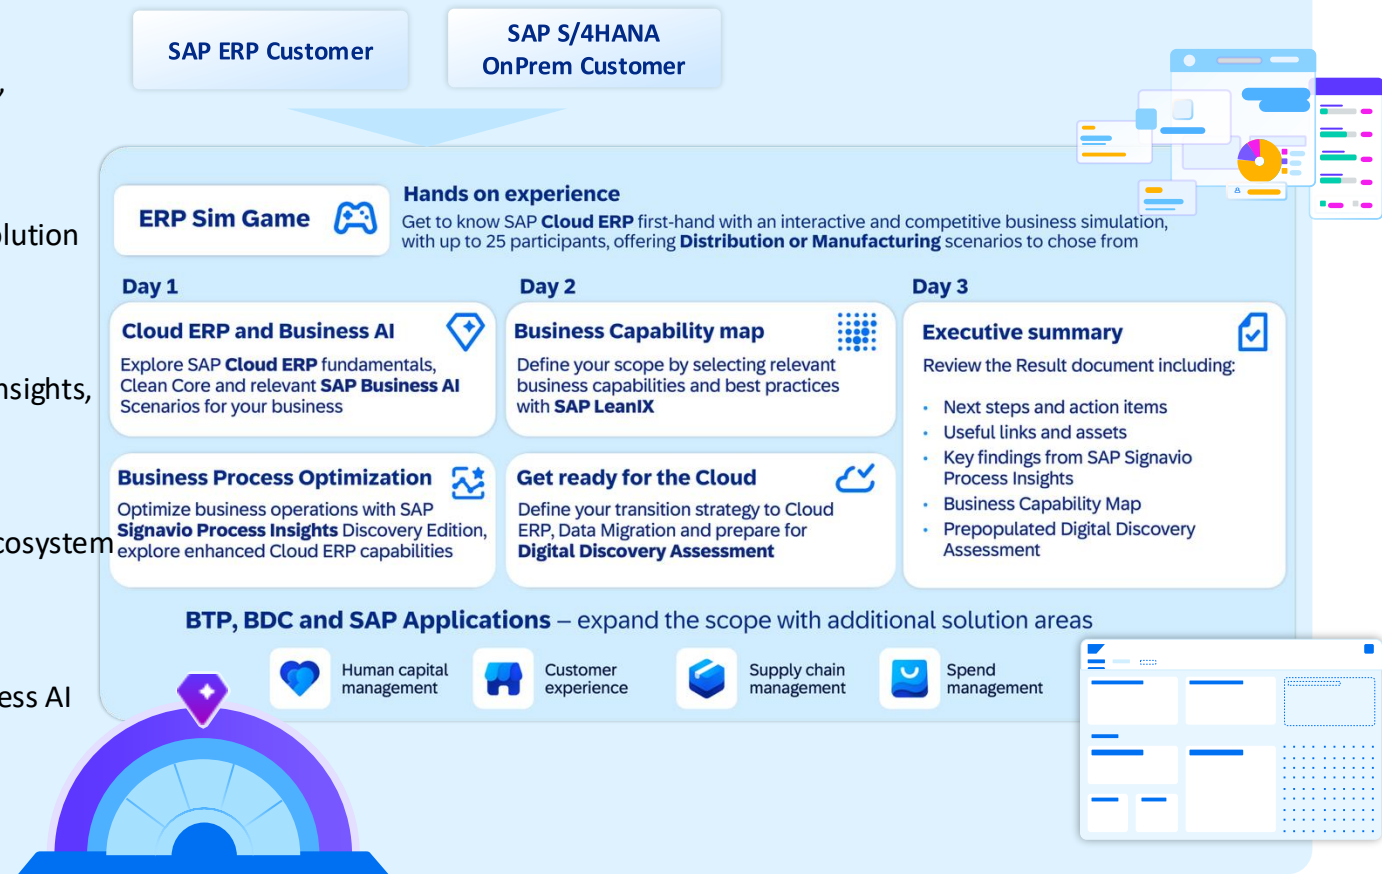 SAP ERP Customer
SAP S/4HANA
OnPrem Customer
,
olution
nsights,
cosystem
ess AI
ERP Sim Game
Hands on experience
Get to know SAP Cloud ERP first-hand with an interactive and competitive business simulation,
with up to 25 participants, offering Distribution or Manufacturing scenarios to chose from
Day 1
Cloud ERP and Business AI
Explore SAP Cloud ERP fundamentals,
Clean Core and relevant SAP Business AI
Scenarios for your business
Business Process Optimization
Optimize business operations with SAP
Signavio Process Insights Discovery Edition,
explore enhanced Cloud ERP capabilities
Day 2
Business Capability map
Define your scope by selecting relevant
business capabilities and best practices
with SAP LeanIX
Get ready for the Cloud
Define your transition strategy to Cloud
ERP, Data Migration and prepare for
Digital Discovery Assessment
Day 3
Executive summary
Review the Result document including:
• Next steps and action items
• Useful links and assets
• Key findings from SAP Signavio
Process Insights
• Business Capability Map
• Prepopulated Digital Discovery
Assessment
BTP, BDC and SAP Applications – expand the scope with additional solution areas
Human capital
management
Customer
experience
Supply chain
management
Spend
management